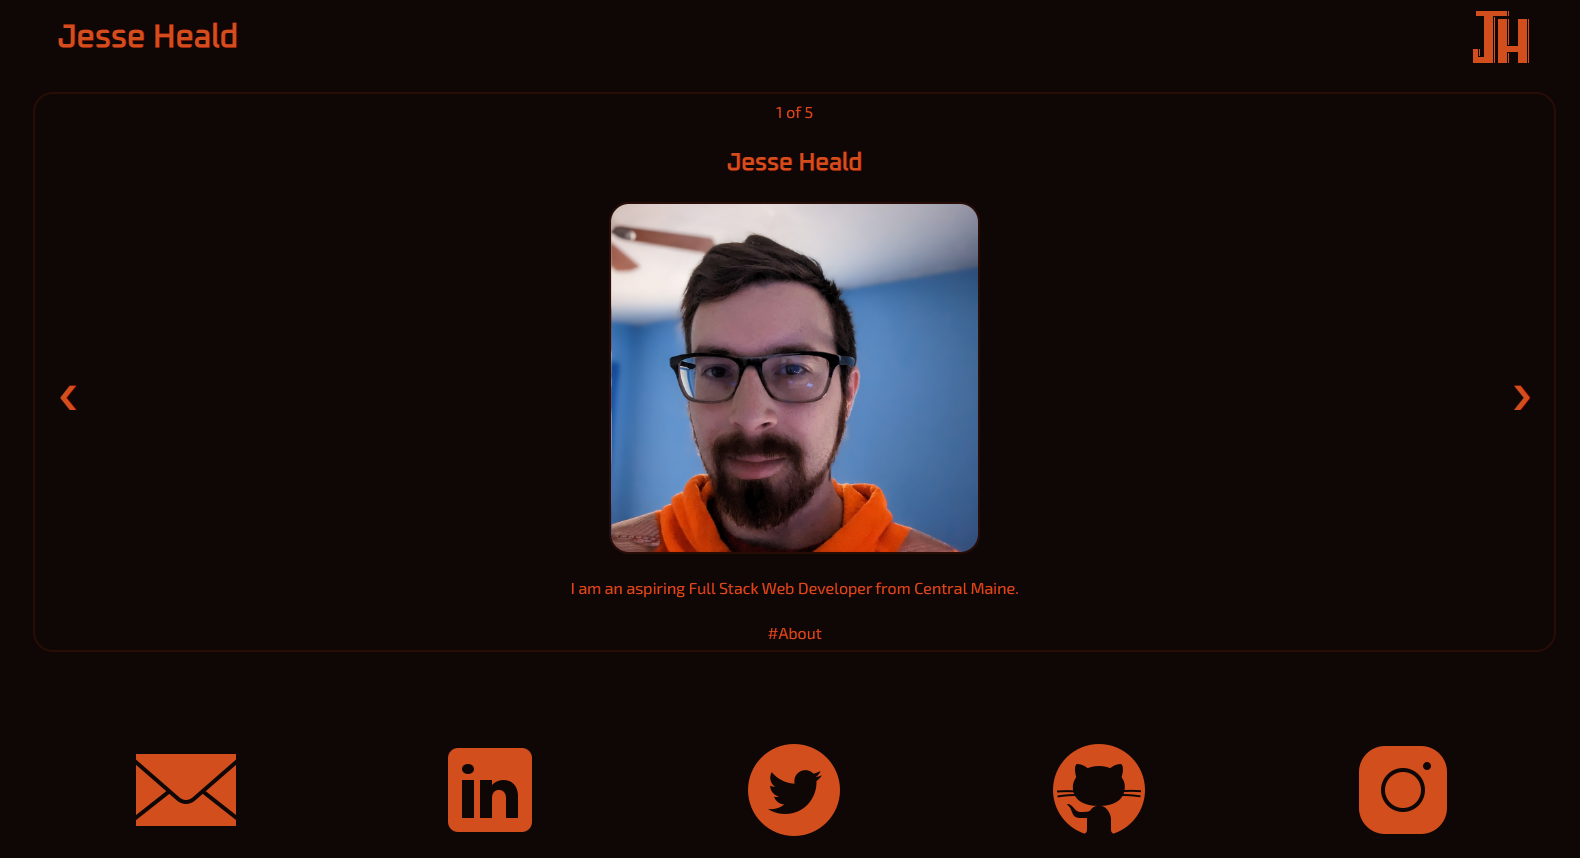 Jesse Heald
JH
1 of 5
Jesse Heald
❮
❯
I am an aspiring Full Stack Web Developer from Central Maine.
#About
in